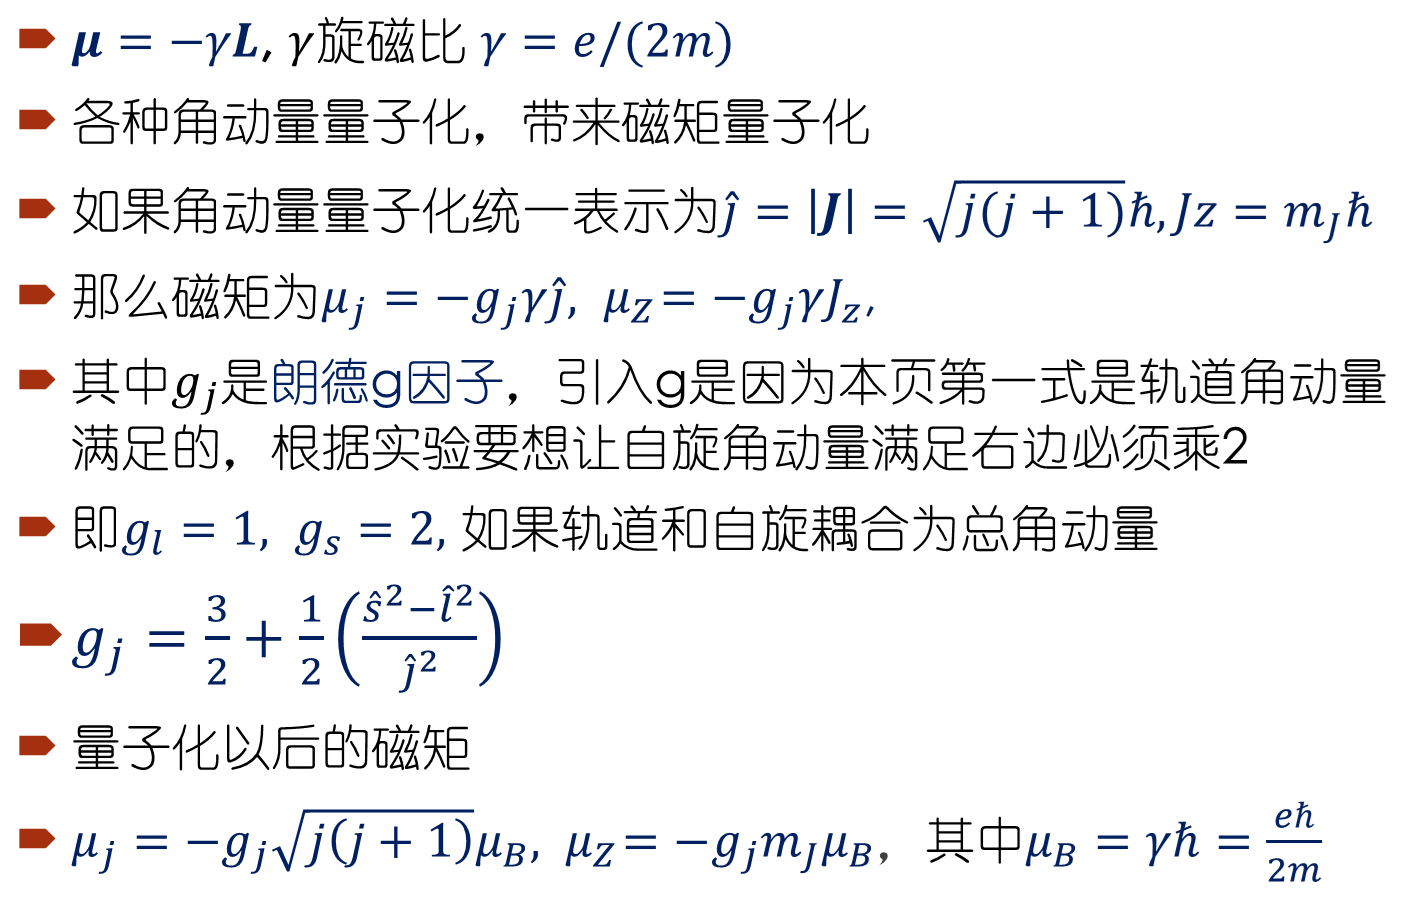 𝝁 = −γ𝑳, γ旋磁比 γ = e/(2m)
各种角动量量子化，带来磁矩量子化
如果角动量量子化统一表示为ĵ = |𝑱| = √(j(j + 1))ħ, Jz = m_J ħ
那么磁矩为μ_j = −g_j γĵ, μ_Z = −g_j γJ_z,
其中g_j是朗德g因子，引入g是因为本页第一式是轨道角动量
满足的，根据实验要想让自旋角动量满足右边必须乘2
即g_l = 1, g_s = 2, 如果轨道和自旋耦合为总角动量
g_j = 3/2 + 1/2 (ŝ² − l̂² / ĵ²)
量子化以后的磁矩
μ_j = −g_j √(j(j + 1)) μ_B, μ_Z = −g_j m_J μ_B，其中μ_B = γħ = eħ/2m